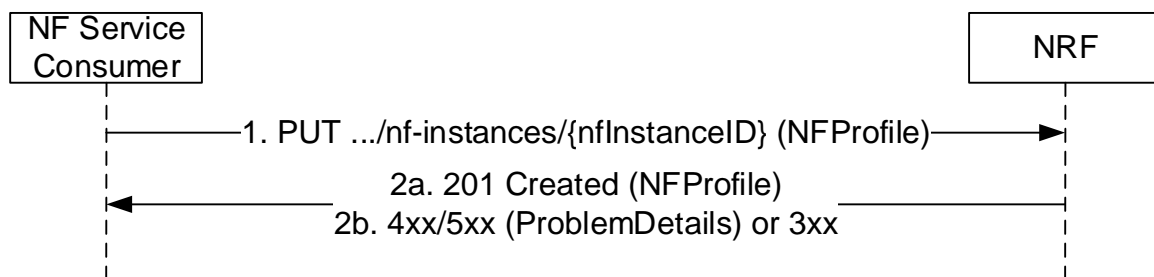 NF Service
Consumer
NRF
1. PUT .../nf-instances/{nfInstanceID} (NFProfile)
2a. 201 Created (NFProfile)
2b. 4xx/5xx (ProblemDetails) or 3xx